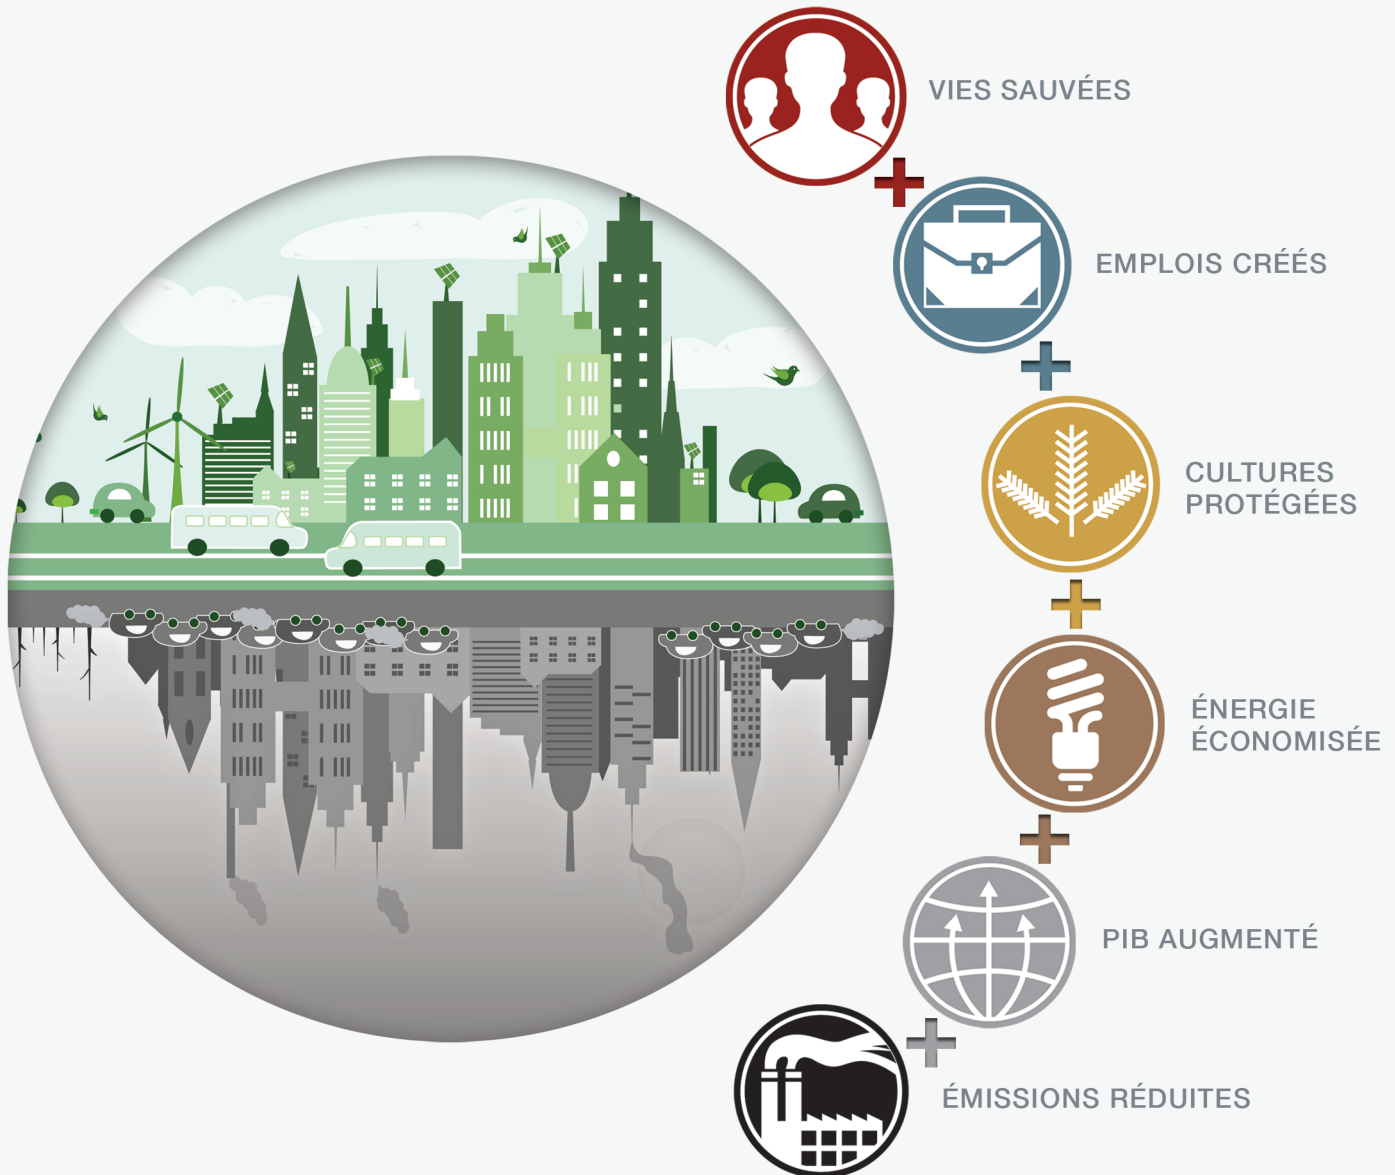 VIES SAUVÉES
EMPLOIS CRÉÉS
CULTURES
PROTÉGÉES
ÉNERGIE
ÉCONOMISÉE
PIB AUGMENTÉ
ÉMISSIONS RÉDUITES